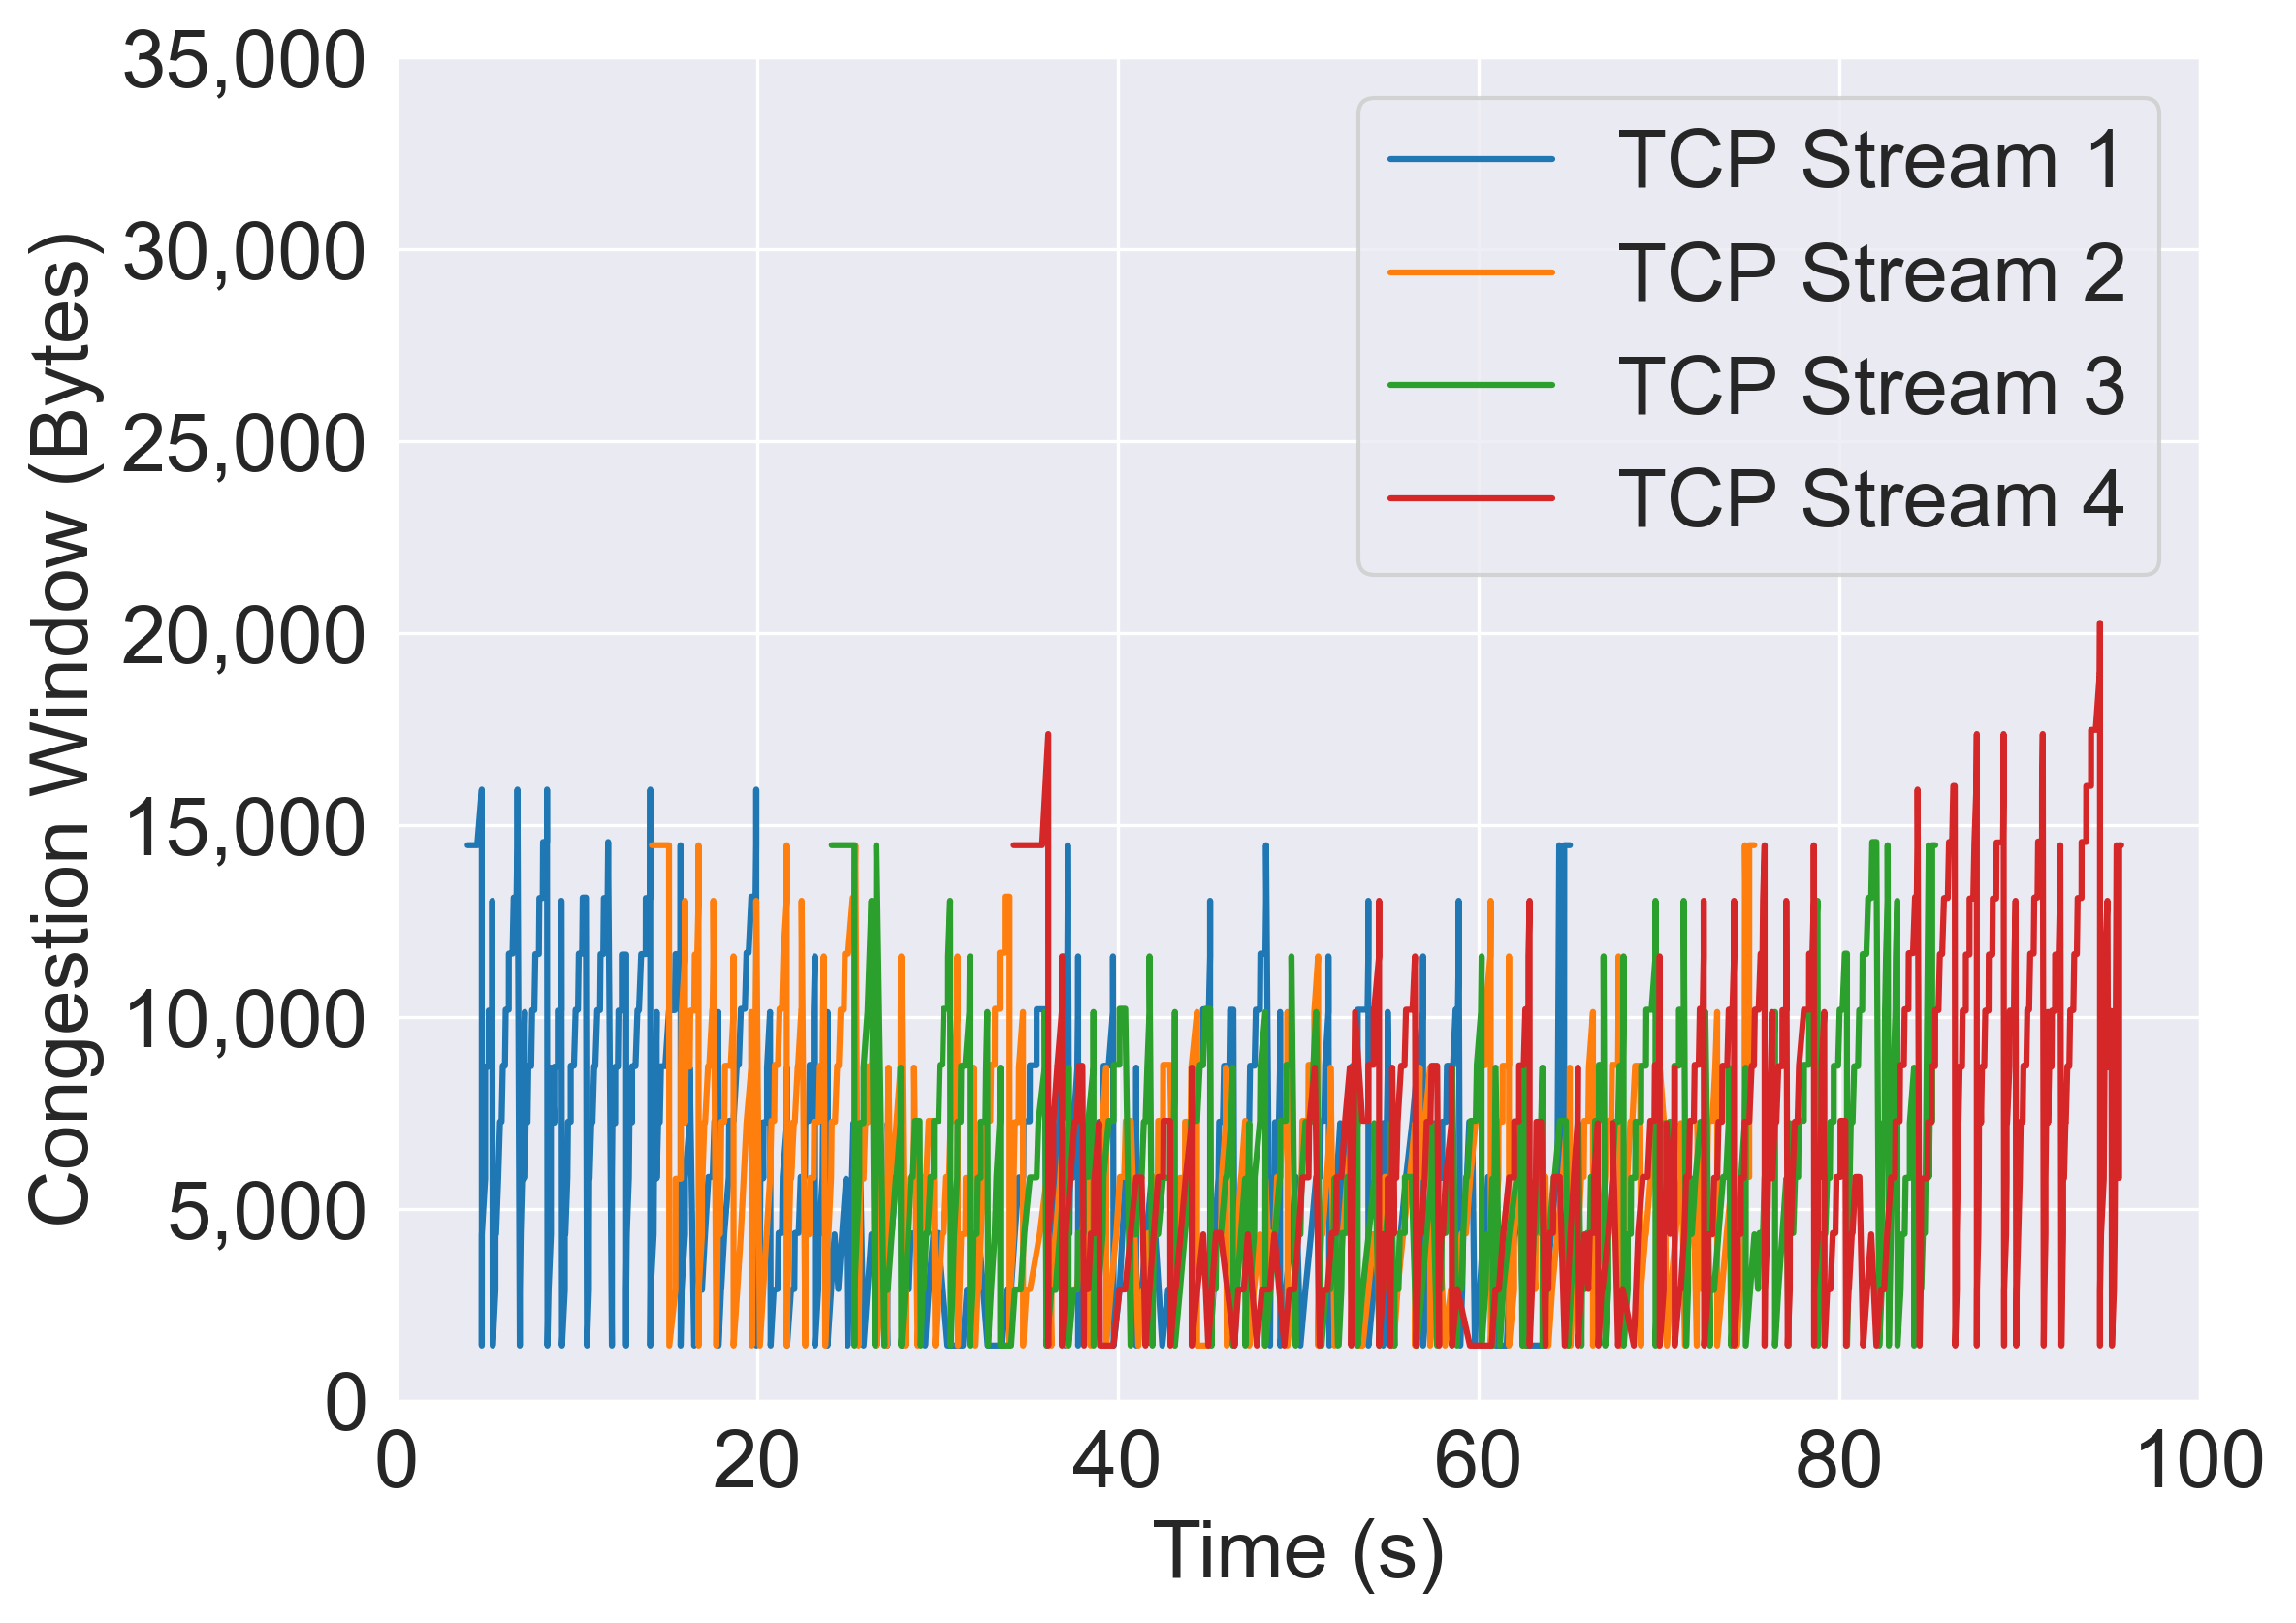 35,000
30,000
25,000
20,000
15,000
10,000
5,000
0
Congestion Window (Bytes)
TCP Stream 1
TCP Stream 2
TCP Stream 3
TCP Stream 4
0 20 40 60 80 100
Time (s)